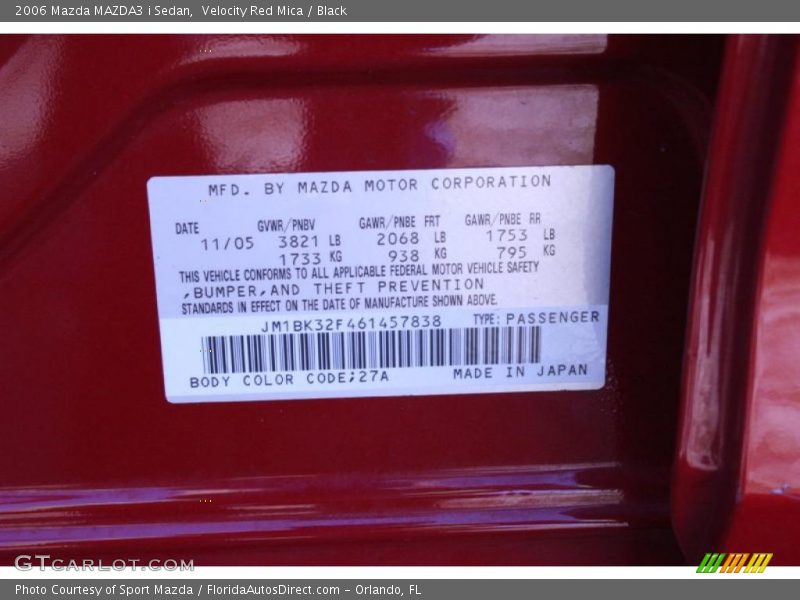 2006 Mazda MAZDA3 i Sedan,  Velocity Red Mica / Black
MFD. BY MAZDA MOTOR CORPORATION
DATE GVWR/PNBV GAWR/PNBE FRT GAWR/PNBE RR
11/05 3821 LB 2068 LB 1753 LB
1733 KG 938 KG 795 KG
THIS VEHICLE CONFORMS TO ALL APPLICABLE FEDERAL MOTOR VEHICLE SAFETY
,BUMPER,AND THEFT PREVENTION
STANDARDS IN EFFECT ON THE DATE OF MANUFACTURE SHOWN ABOVE.
JM1BK32F461457838 TYPE: PASSENGER
BODY COLOR CODE;27A MADE IN JAPAN
GTcarlot.com
Photo Courtesy of Sport Mazda / FloridaAutosDirect.com - Orlando, FL